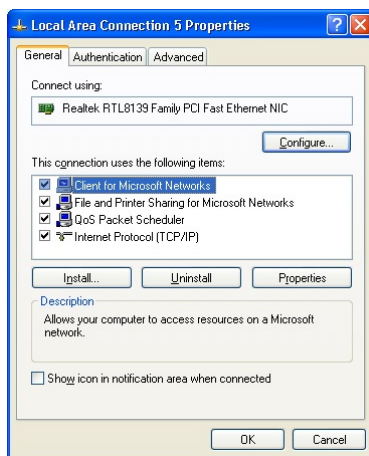 Local Area Connection 5 Properties
General Authentication Advanced
Connect using:
Realtek RTL8139 Family PCI Fast Ethernet NIC
Configure...
This connection uses the following items:
Client for Microsoft Networks
File and Printer Sharing for Microsoft Networks
QoS Packet Scheduler
Internet Protocol (TCP/IP)
Install... Uninstall Properties
Description
Allows your computer to access resources on a Microsoft
network.
Show icon in notification area when connected
OK Cancel